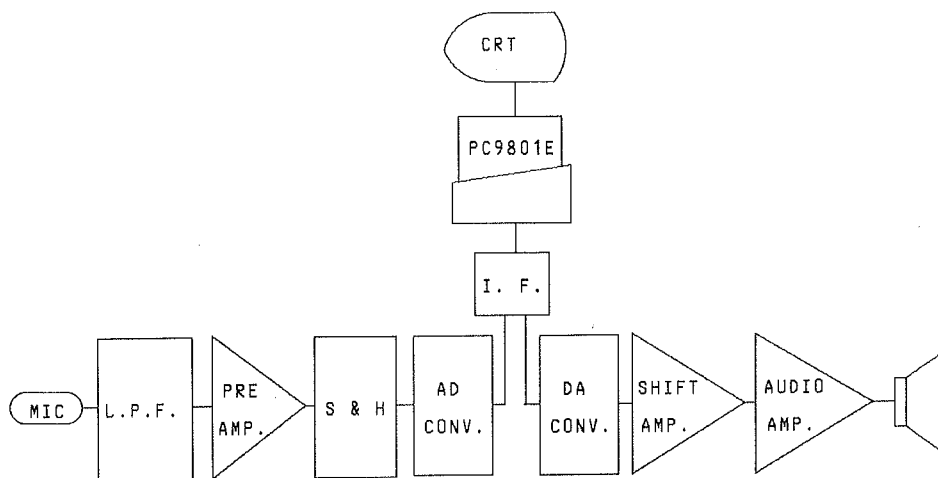 CRT
PC9801E
I. F.
MIC
L.P.F.
PRE
AMP.
S & H
AD
CONV.
DA
CONV.
SHIFT
AMP.
AUDIO
AMP.